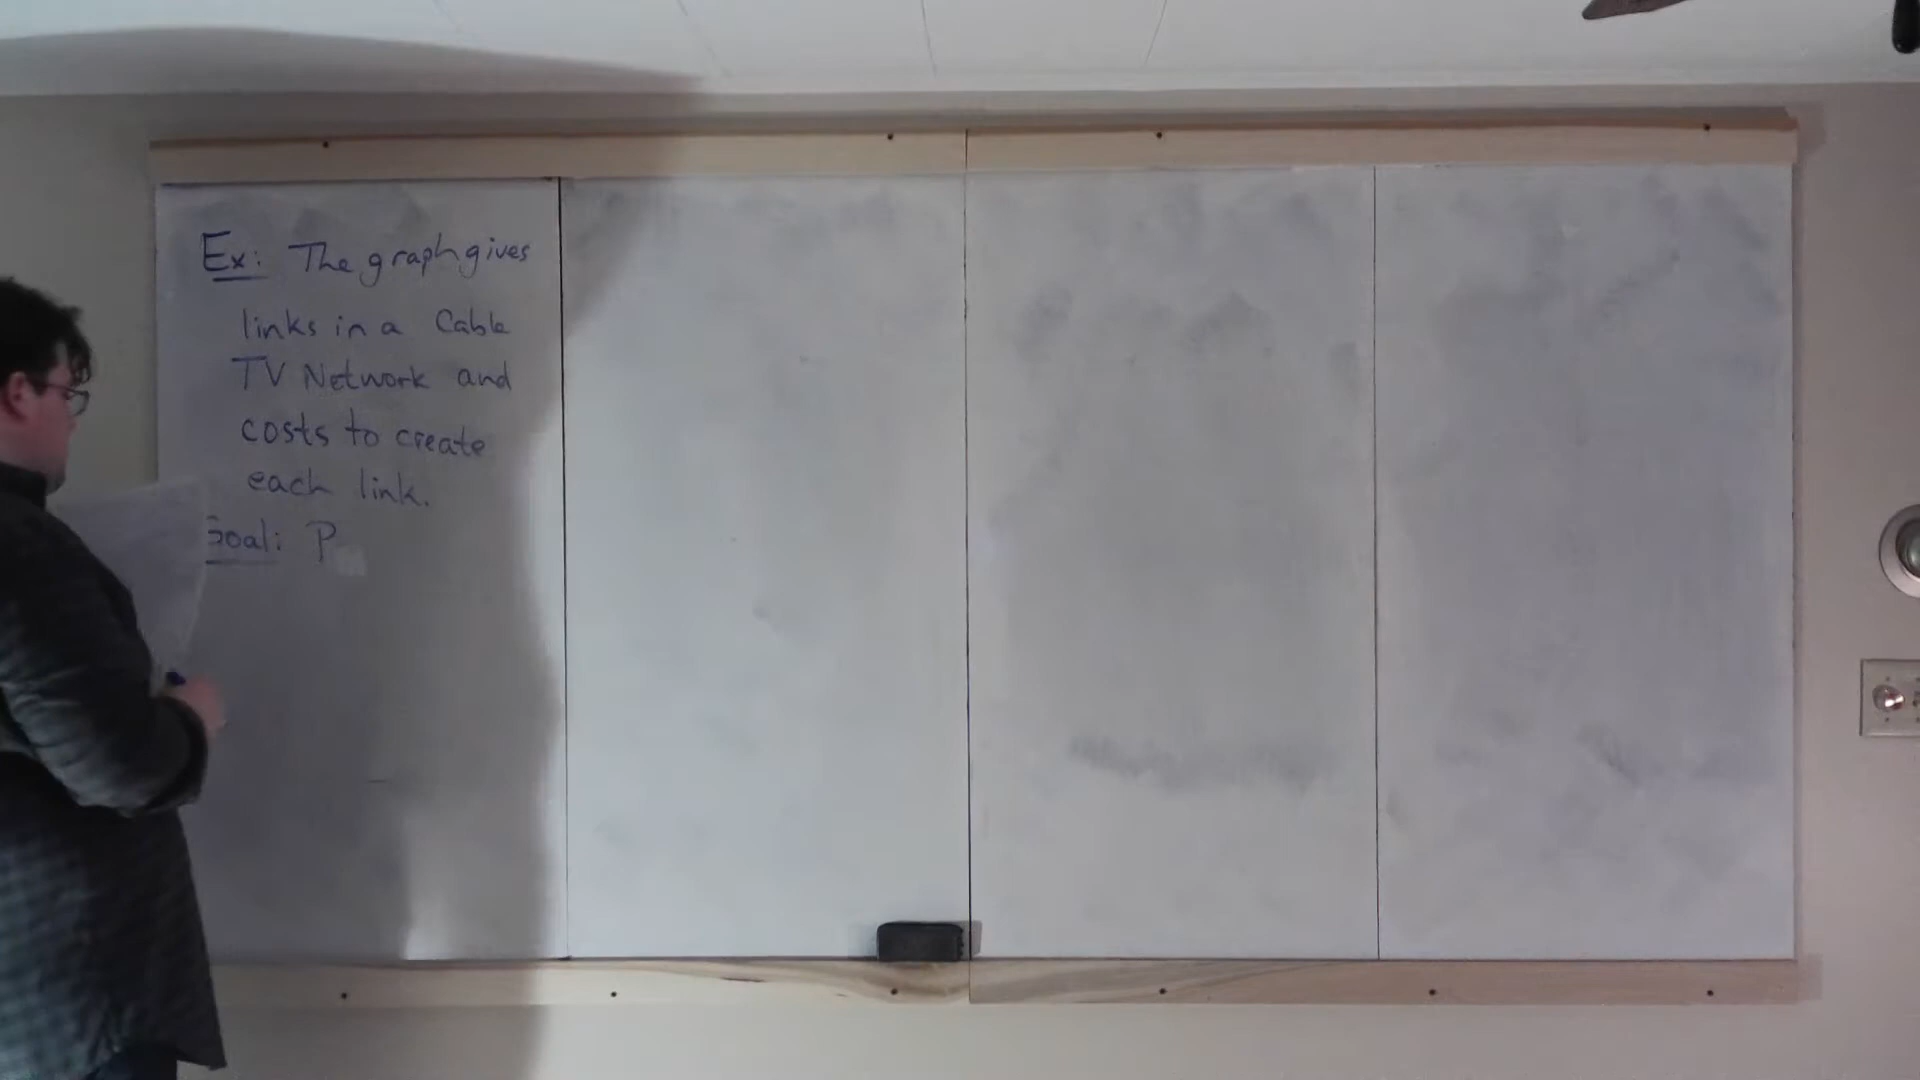 Ex: The graph gives
links in a Cable
TV Network and
costs to create
each link.
Goal: P